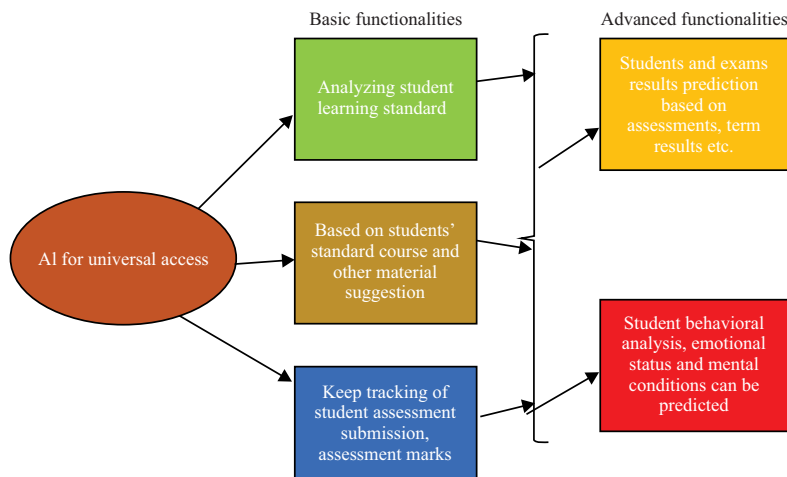 Basic functionalities
Advanced functionalities
Analyzing student
learning standard
Students and exams
results prediction
based on
assessments, term
results etc.
AI for universal access
Based on students’
standard course and
other material
suggestion
Student behavioral
analysis, emotional
status and mental
conditions can be
predicted
Keep tracking of
student assessment
submission,
assessment marks